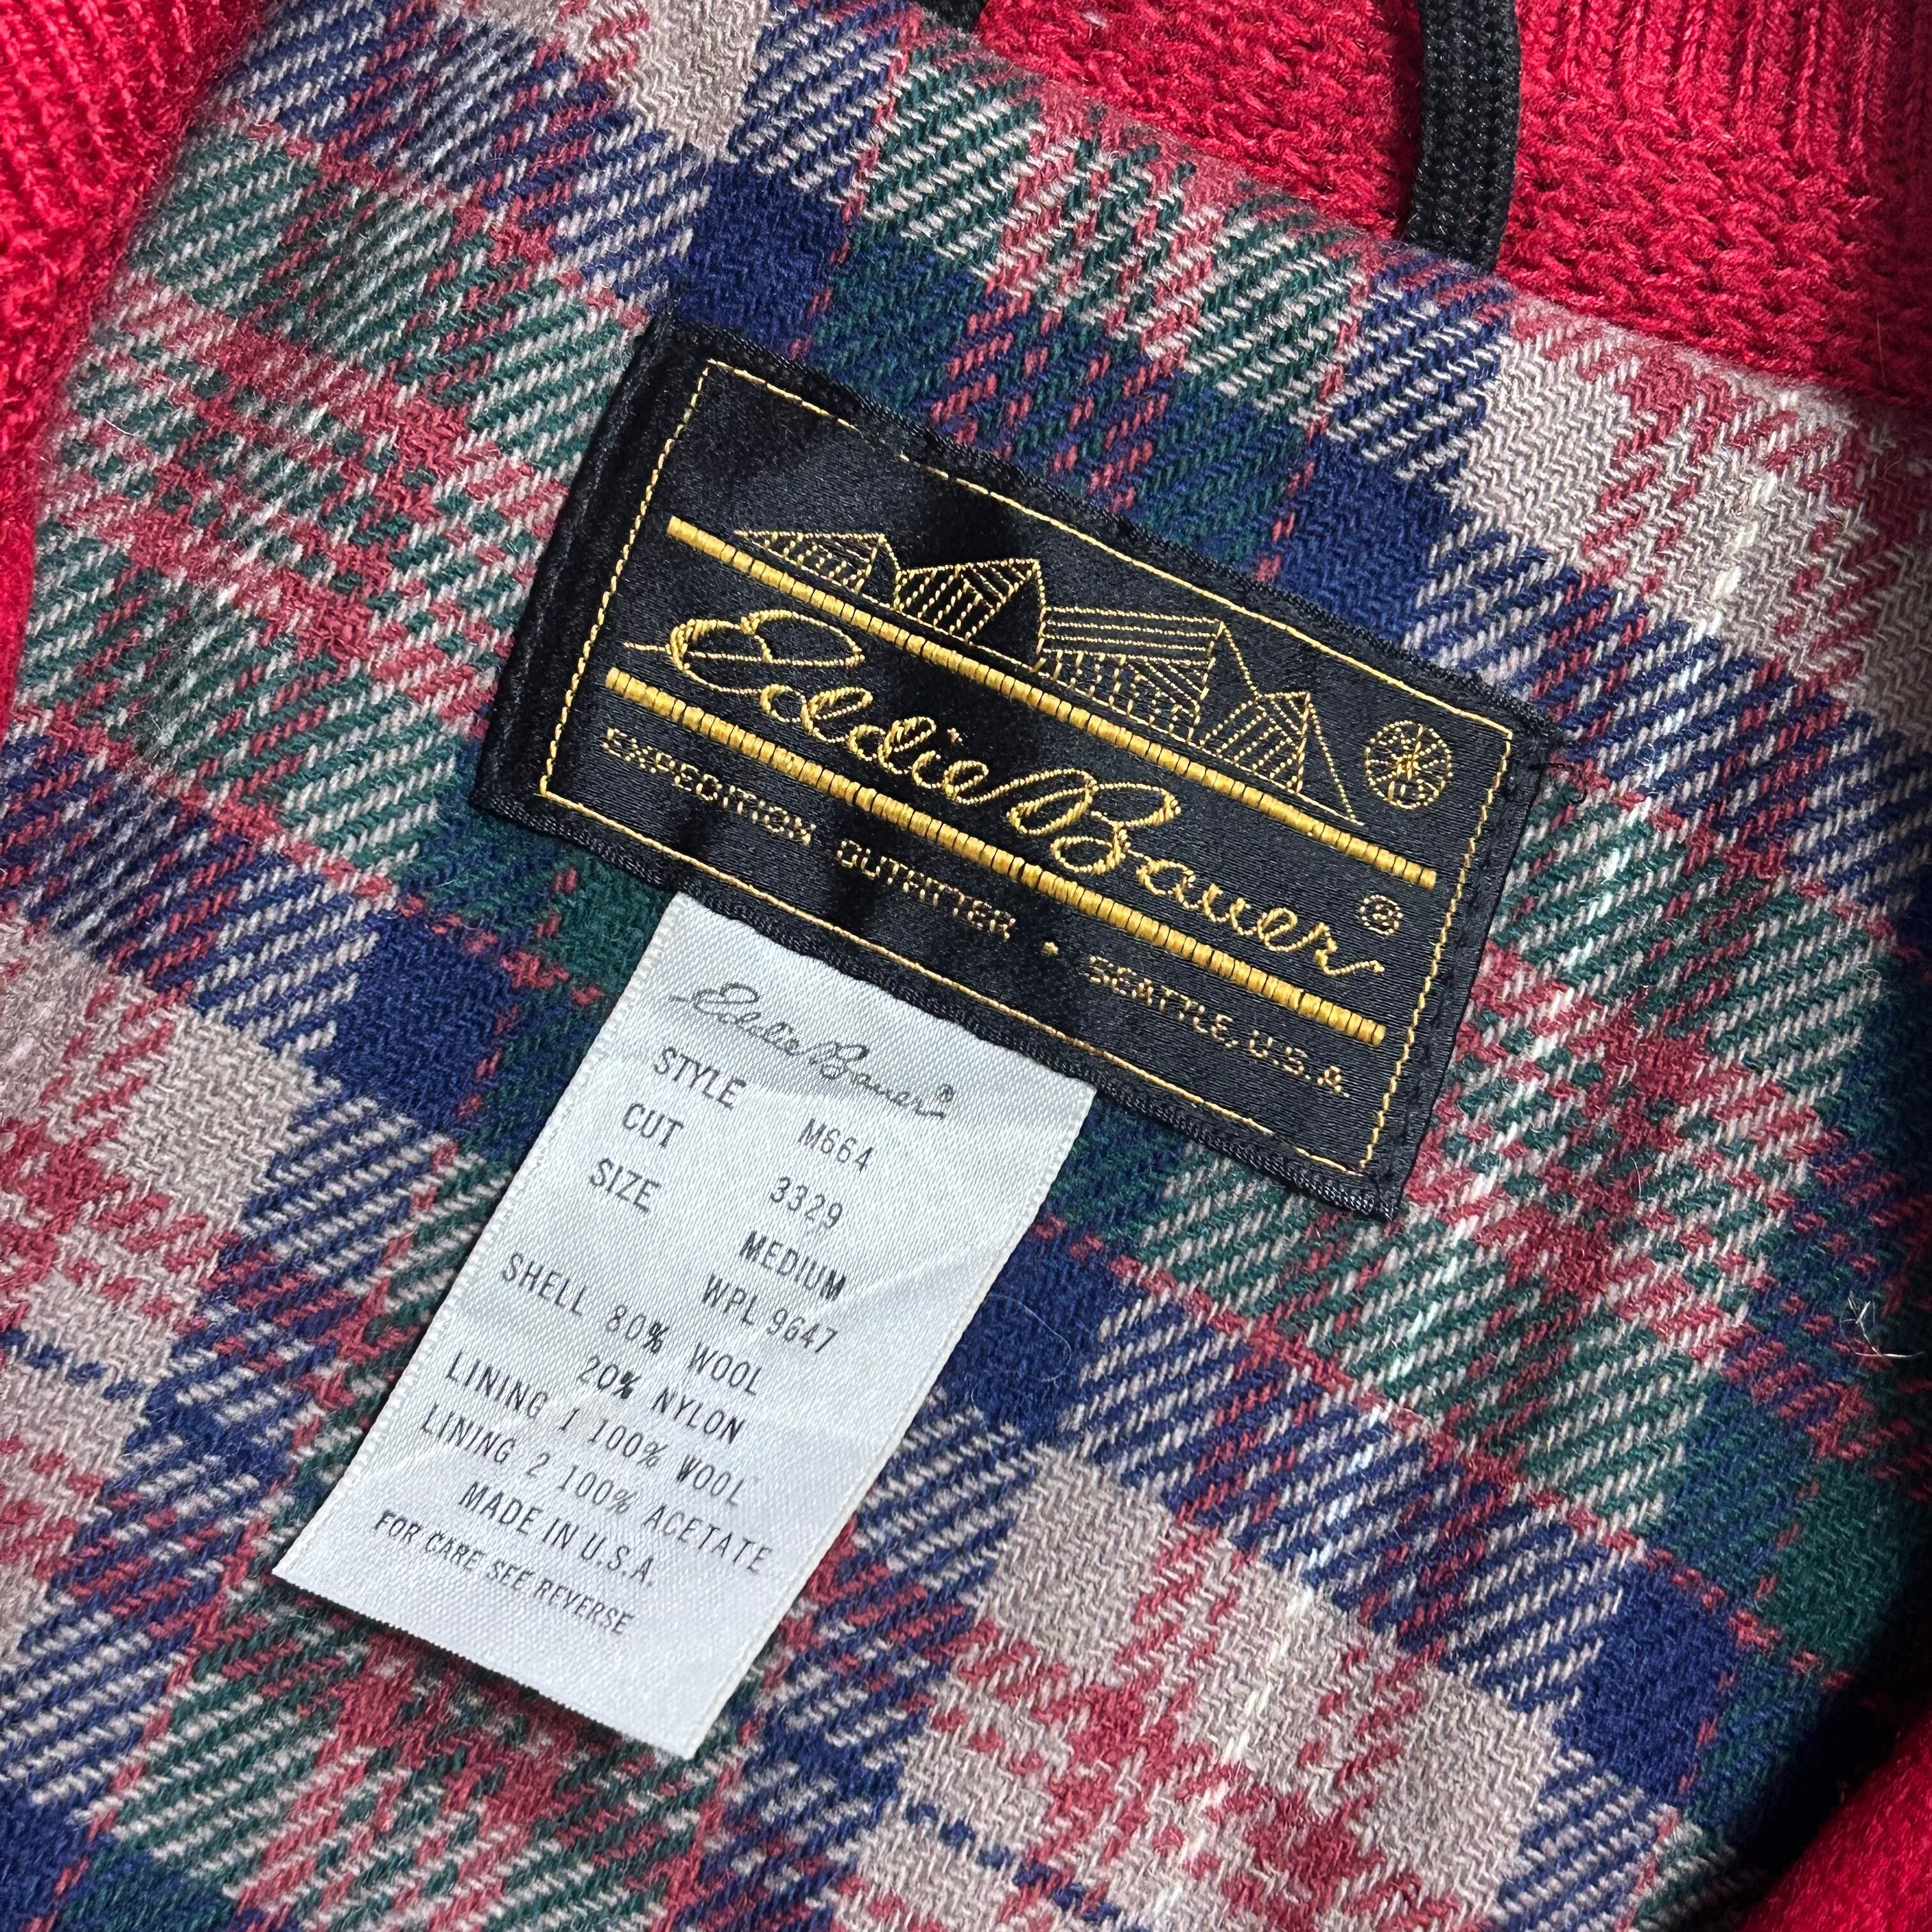 Eddie Bauer ®
EXPEDITION OUTFITTER • SEATTLE, U.S.A.
Eddie Bauer®
STYLE M664
CUT 3329
SIZE MEDIUM
WPL 9647
SHELL 80% WOOL
20% NYLON
LINING 1 100% WOOL
LINING 2 100% ACETATE
MADE IN U.S.A.
FOR CARE SEE REVERSE